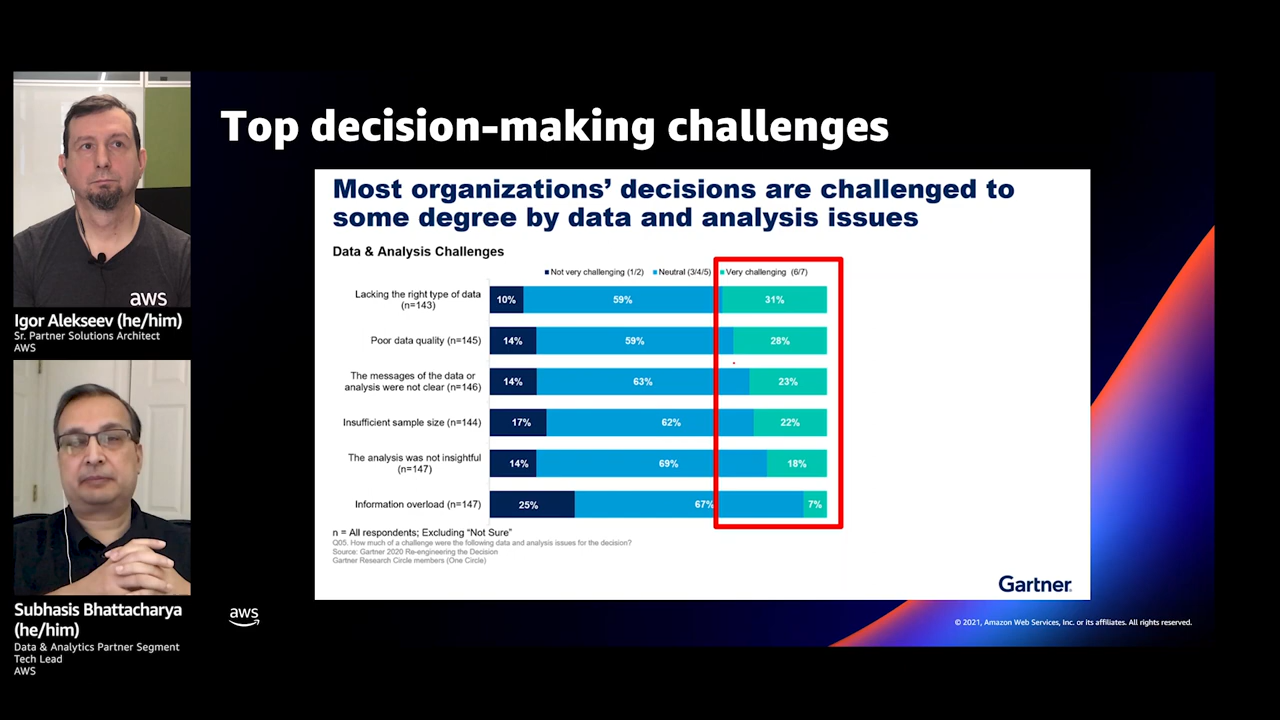 Top decision-making challenges
Most organizations’ decisions are challenged to
some degree by data and analysis issues
Data & Analysis Challenges
Not very challenging (1/2) Neutral (3/4/5) Very challenging (6/7)
Lacking the right type of data
(n=143)
10% 59% 31%
Poor data quality (n=145)
14% 59% 28%
The messages of the data or
analysis were not clear (n=146)
14% 63% 23%
Insufficient sample size (n=144)
17% 62% 22%
The analysis was not insightful
(n=147)
14% 69% 18%
Information overload (n=147)
25% 67% 7%
n = All respondents; Excluding “Not Sure”
Q05. How much of a challenge were the following data and analysis issues for the decision?
Source: Gartner 2020 Re-engineering the Decision
Gartner Research Circle members (One Circle)
Gartner
aws
© 2021, Amazon Web Services, Inc. or its affiliates. All rights reserved.
aws
Igor Alekseev (he/him)
Sr. Partner Solutions Architect
AWS
Subhasis Bhattacharya
(he/him)
Data & Analytics Partner Segment
Tech Lead
AWS